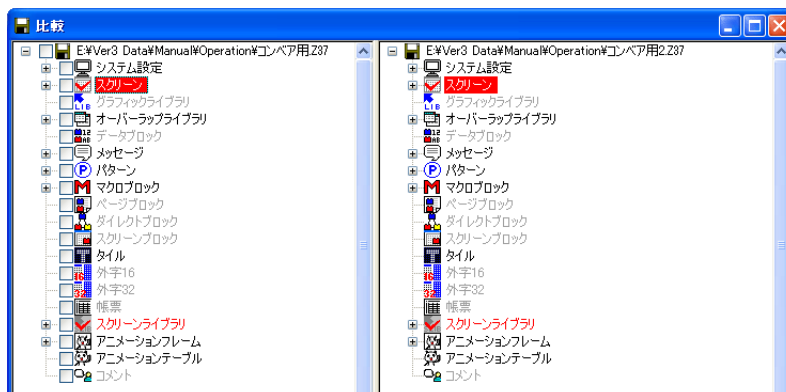 比較
E:¥Ver3 Data¥Manual¥Operation¥コンベア用.Z37
システム設定
スクリーン
グラフィックライブラリ
オーバーラップライブラリ
データブロック
メッセージ
パターン
マクロブロック
ページブロック
ダイレクトブロック
スクリーンブロック
タイル
外字16
外字32
帳票
スクリーンライブラリ
アニメーションフレーム
アニメーションテーブル
コメント
E:¥Ver3 Data¥Manual¥Operation¥コンベア用2.Z37
システム設定
スクリーン
グラフィックライブラリ
オーバーラップライブラリ
データブロック
メッセージ
パターン
マクロブロック
ページブロック
ダイレクトブロック
スクリーンブロック
タイル
外字16
外字32
帳票
スクリーンライブラリ
アニメーションフレーム
アニメーションテーブル
コメント